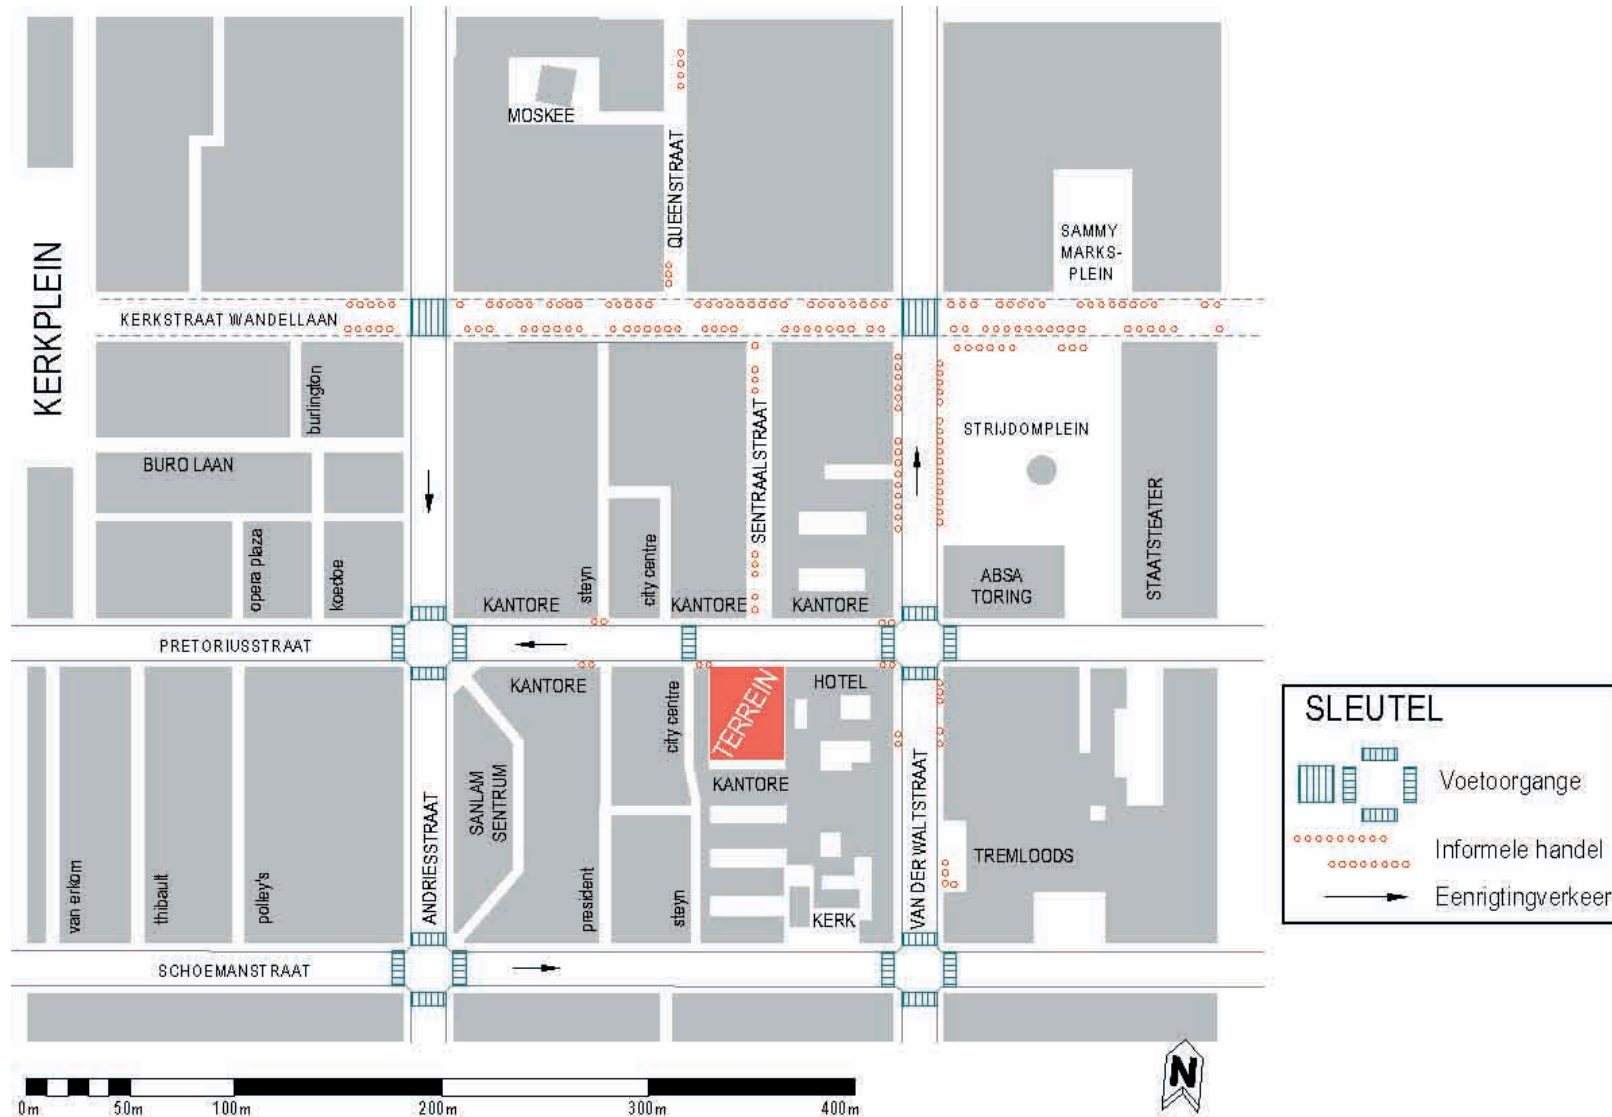 MOSKEE
QUEENSTRAAT
SAMMY
MARKS-
PLEIN
KERKPLEIN
KERKSTRAAT WANDELLAAN
burlington
BURO LAAN
SENTRAALSTRAAT
STRIJDOMPLEIN
STAATSTEATER
opera plaza
koedoe
steyn
city centre
ABSA
TORING
KANTORE
KANTORE
KANTORE
PRETORIUSSTRAAT
KANTORE
city centre
TERREIN
HOTEL
SLEUTEL
Voetoorgange
Informele handel
Eenrigtingverkeer
SANLAM
SENTRUM
KANTORE
ANDRIESSTRAAT
VAN DER WALTSTRAAT
TREMLOODS
van erkom
thibault
polley's
president
steyn
KERK
SCHOEMANSTRAAT
N
0m
50m
100m
200m
300m
400m